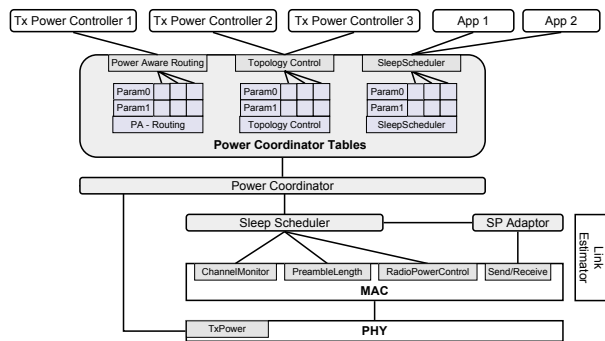 Tx Power Controller 1
Tx Power Controller 2
Tx Power Controller 3
App 1
App 2
Power Aware Routing
Topology Control
SleepScheduler
Param0
Param0
Param0
Param1
Param1
Param1
PA - Routing
Topology Control
SleepScheduler
Power Coordinator Tables
Power Coordinator
Sleep Scheduler
SP Adaptor
Link
Estimator
ChannelMonitor
PreambleLength
RadioPowerControl
Send/Receive
MAC
TxPower
PHY